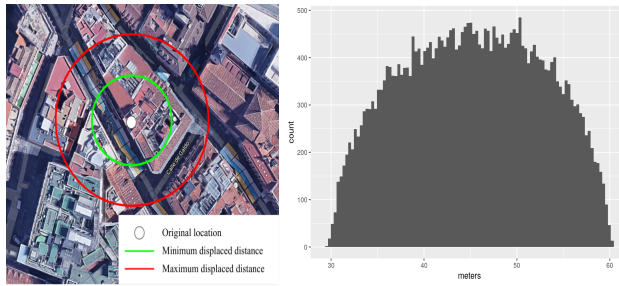 Original location
Minimum displaced distance
Maximum displaced distance
500
400
300
200
100
0
count
30
40
50
60
meters